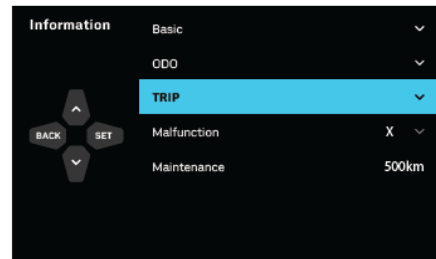 Information
Basic
ODO
TRIP
BACK SET
Malfunction X
Maintenance 500km